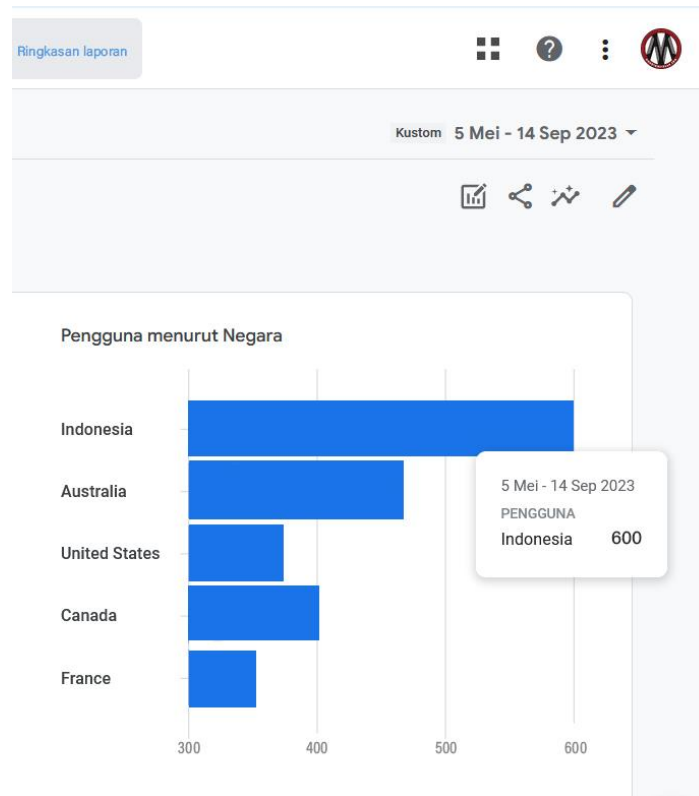 Ringkasan laporan
Kustom 5 Mei - 14 Sep 2023
Pengguna menurut Negara
Indonesia
Australia
United States
Canada
France
5 Mei - 14 Sep 2023
PENGGUNA
Indonesia 600
300 400 500 600